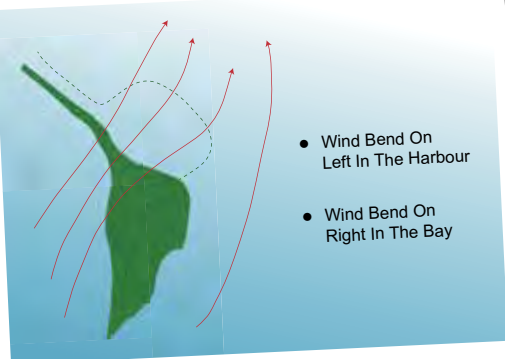 ● Wind Bend On
Left In The Harbour
● Wind Bend On
Right In The Bay